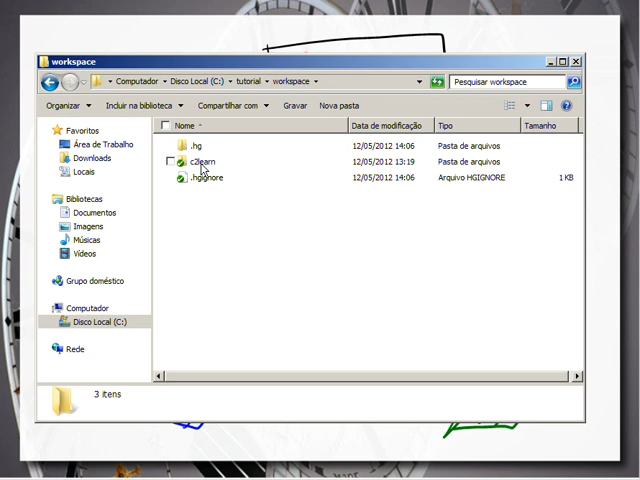 workspace
Computador Disco Local (C:) tutorial workspace Pesquisar workspace
Organizar Incluir na biblioteca Compartilhar com Gravar Nova pasta
Nome Data de modificação Tipo Tamanho
.hg 12/05/2012 14:06 Pasta de arquivos
c2learn 12/05/2012 13:19 Pasta de arquivos
.hgignore 12/05/2012 14:06 Arquivo HGIGNORE 1 KB
Favoritos
Área de Trabalho
Downloads
Locais
Bibliotecas
Documentos
Imagens
Músicas
Vídeos
Grupo doméstico
Computador
Disco Local (C:)
Rede
3 itens